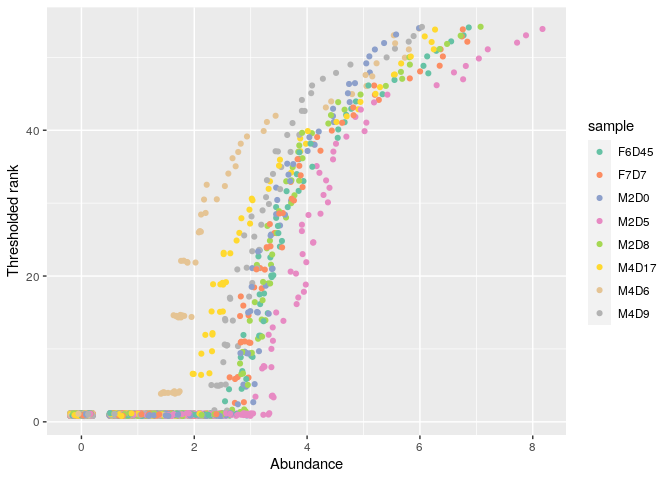 40
20
0
Thresholded rank
0 2 4 6 8
Abundance
sample
F6D45
F7D7
M2D0
M2D5
M2D8
M4D17
M4D6
M4D9